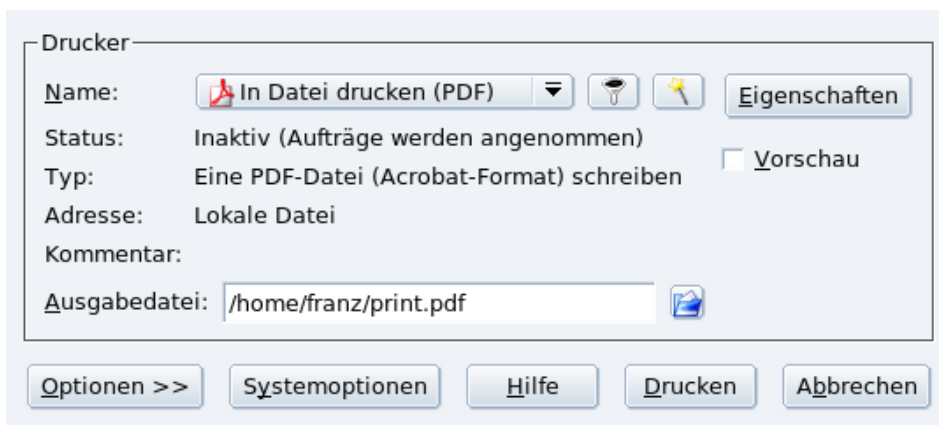 Drucker
Name: In Datei drucken (PDF) Eigenschaften
Status: Inaktiv (Aufträge werden angenommen)
Vorschau
Typ: Eine PDF-Datei (Acrobat-Format) schreiben
Adresse: Lokale Datei
Kommentar:
Ausgabedatei: /home/franz/print.pdf
Optionen >> Systemoptionen Hilfe Drucken Abbrechen